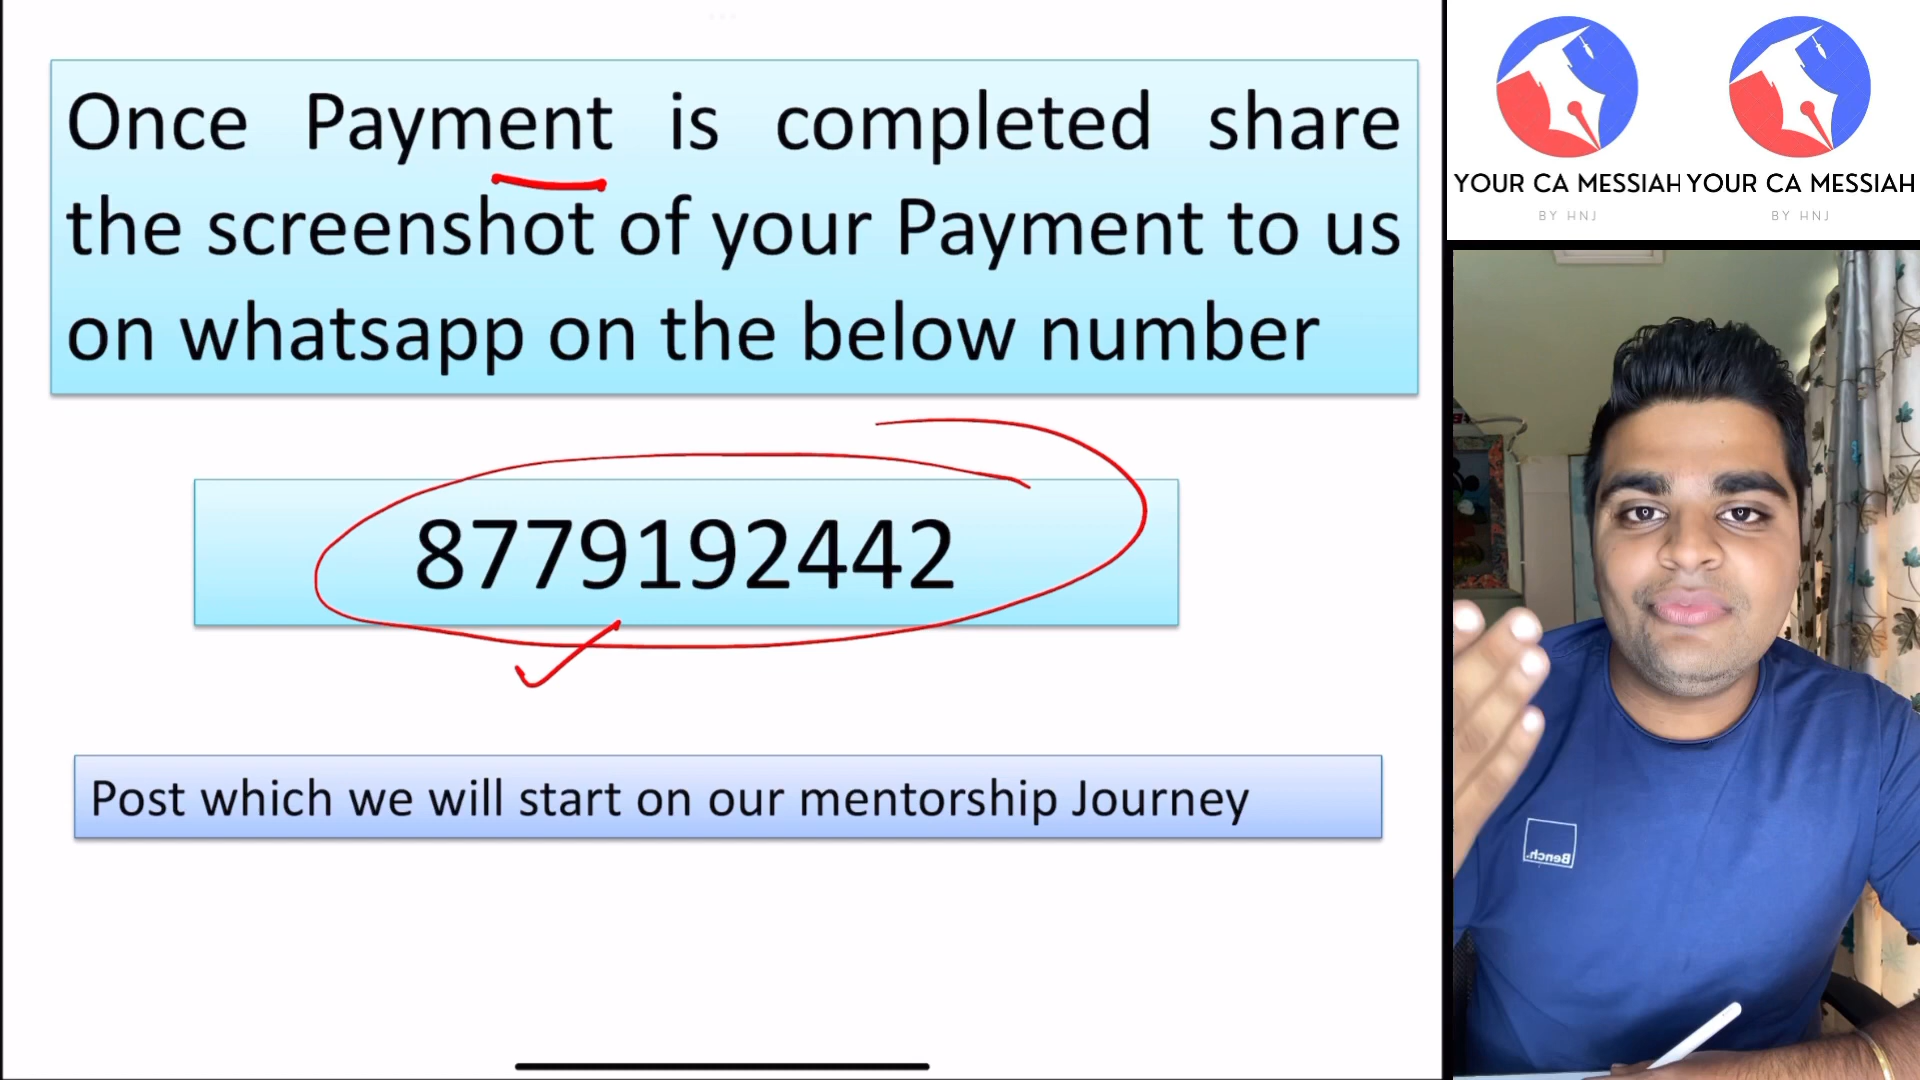 Once Payment is completed share
the screenshot of your Payment to us
on whatsapp on the below number
8779192442
Post which we will start on our mentorship Journey
YOUR CA MESSIAH
BY HNJ
YOUR CA MESSIAH
BY HNJ
Bench.